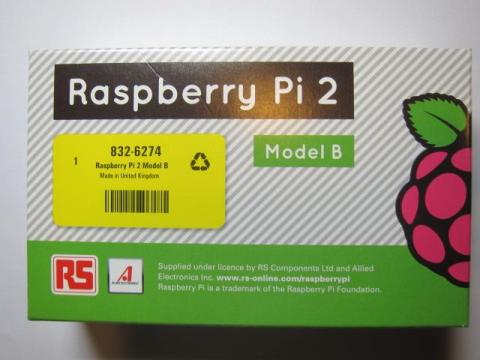 Raspberry Pi 2
832-6274
1
Raspberry Pi 2 Model B
Made in United Kingdom
Model B
RS
A
Supplied under licence by RS Components Ltd and Allied
Electronics Inc. www.rs-online.com/raspberrypi
Raspberry Pi is a trademark of the Raspberry Pi Foundation.